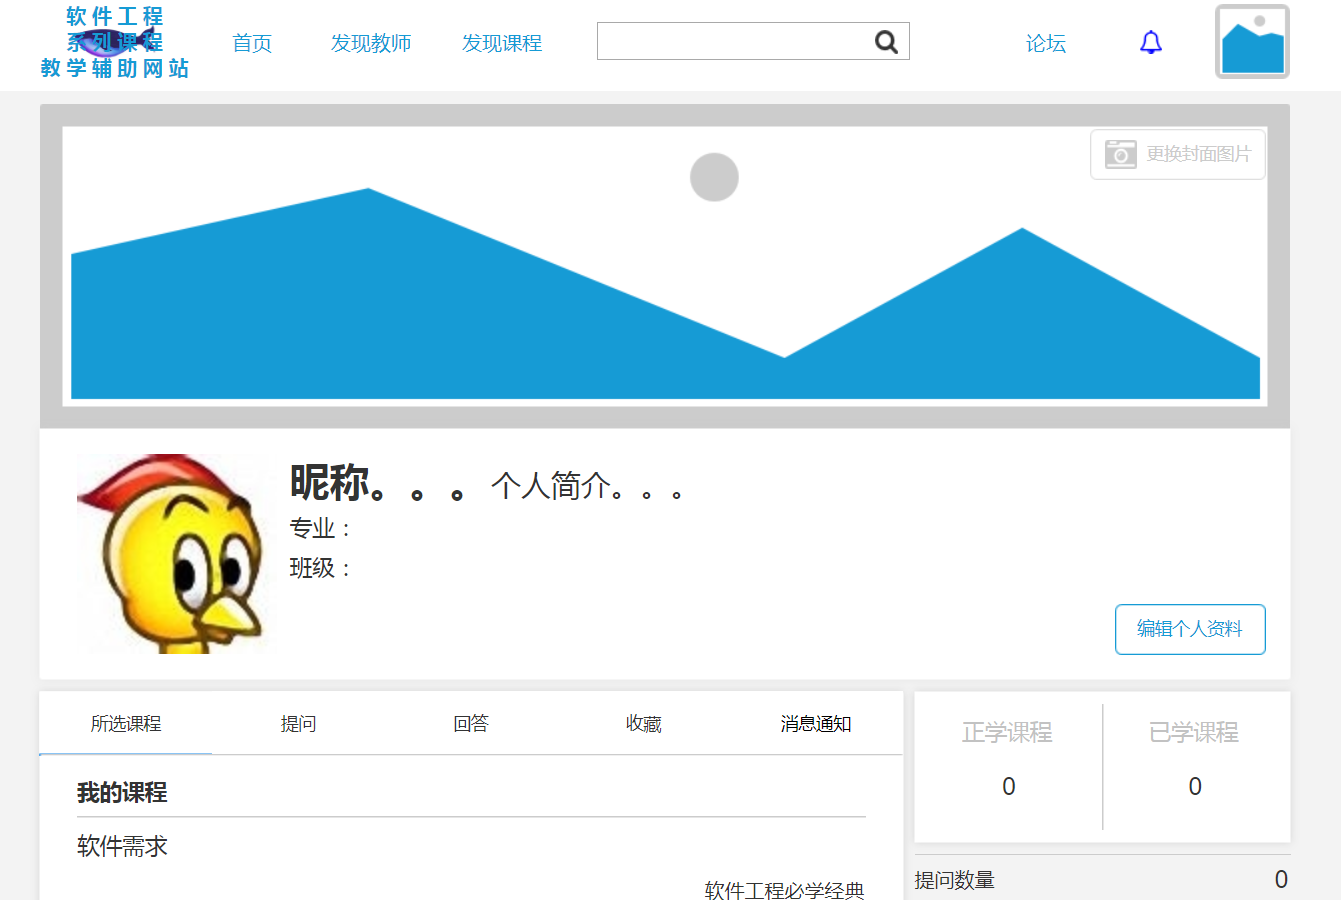 软件工程
系列课程
教学辅助网站
首页 发现教师 发现课程 论坛
更换封面图片
昵称。。。 个人简介。。。
专业：
班级：
编辑个人资料
所选课程 提问 回答 收藏 消息通知
正学课程 已学课程
0 0
我的课程
软件需求
软件工程必学经典
提问数量 0